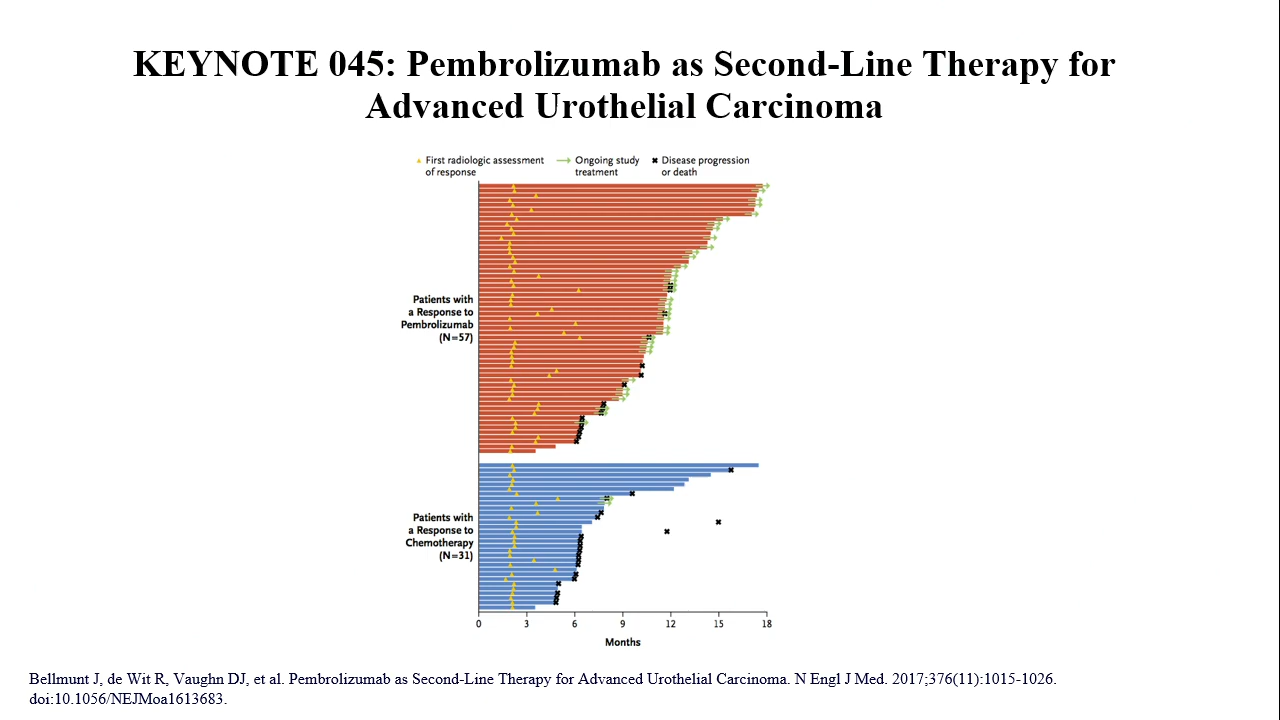 KEYNOTE 045: Pembrolizumab as Second-Line Therapy for
Advanced Urothelial Carcinoma
First radiologic assessment
of response
Ongoing study
treatment
Disease progression
or death
Patients with
a Response to
Pembrolizumab
(N=57)
Patients with
a Response to
Chemotherapy
(N=31)
0 3 6 9 12 15 18
Months
Bellmunt J, de Wit R, Vaughn DJ, et al. Pembrolizumab as Second-Line Therapy for Advanced Urothelial Carcinoma. N Engl J Med. 2017;376(11):1015-1026.
doi:10.1056/NEJMoa1613683.